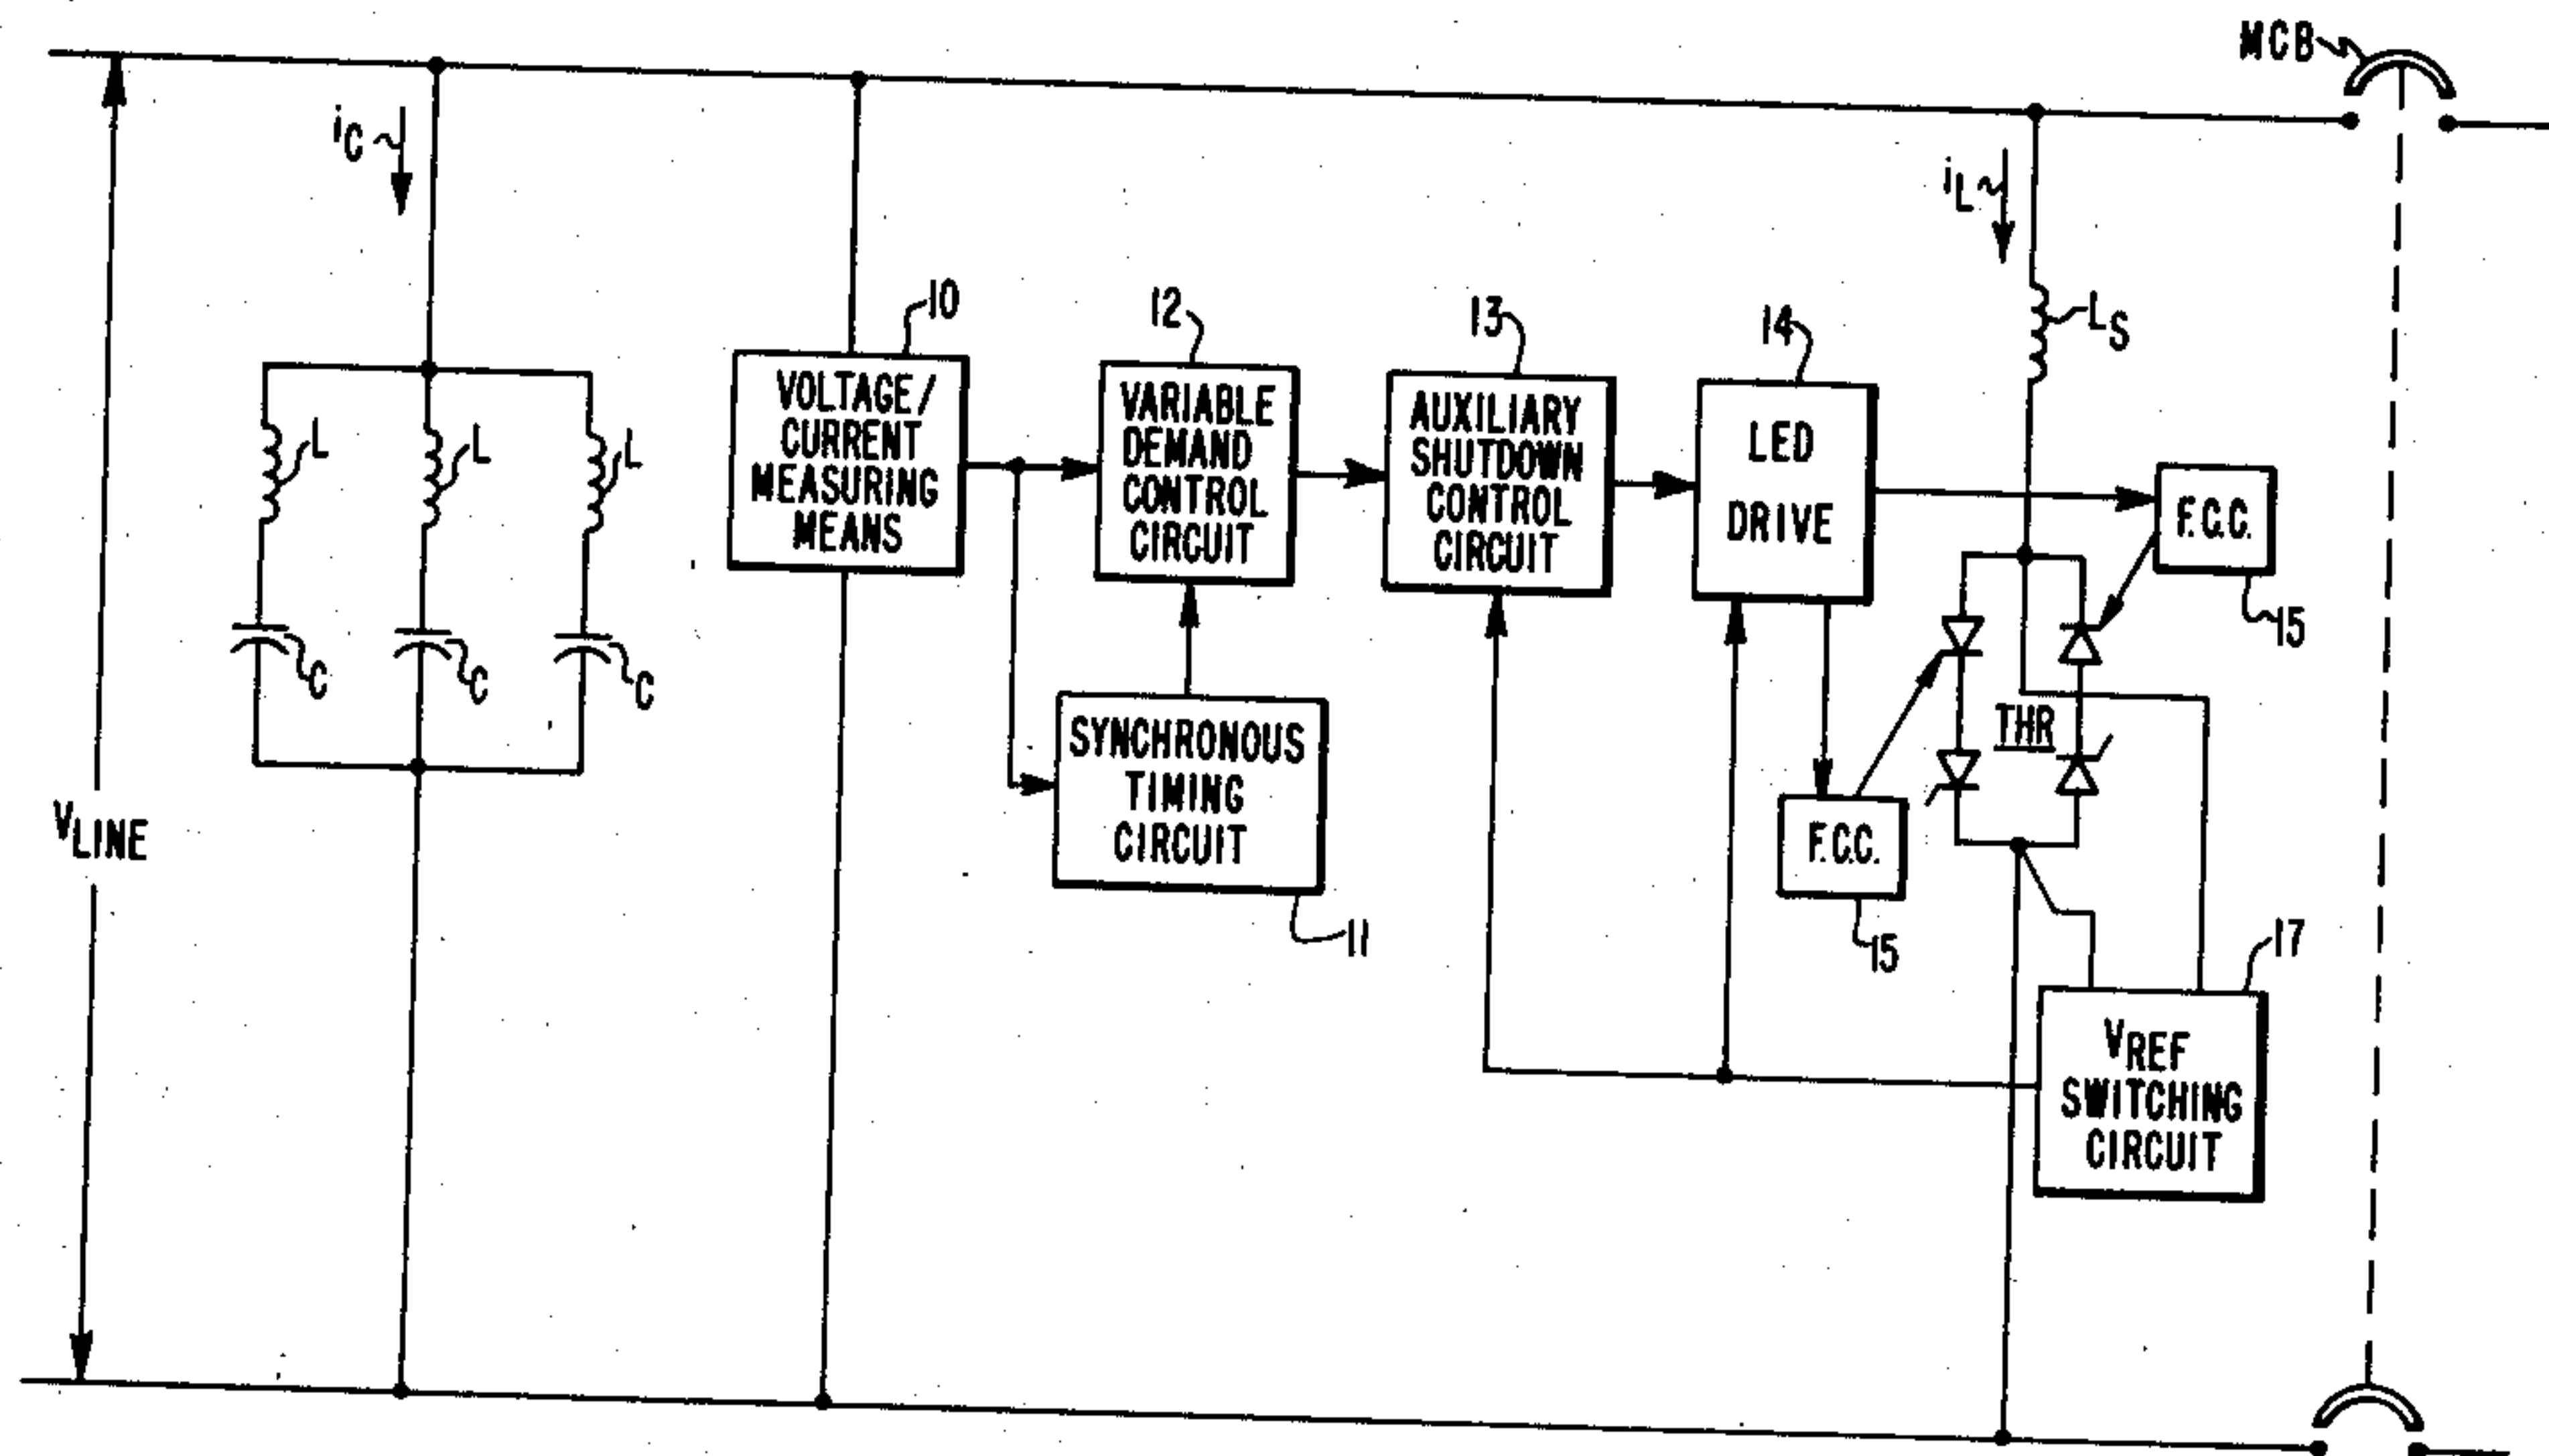 MCB
iC
iL
10
12
13
14
LS
VOLTAGE/
CURRENT
MEASURING
MEANS
VARIABLE
DEMAND
CONTROL
CIRCUIT
AUXILIARY
SHUTDOWN
CONTROL
CIRCUIT
LED
DRIVE
F.C.C.
15
L
L
L
C
C
C
THR
SYNCHRONOUS
TIMING
CIRCUIT
11
F.C.C.
15
VLINE
17
VREF
SWITCHING
CIRCUIT